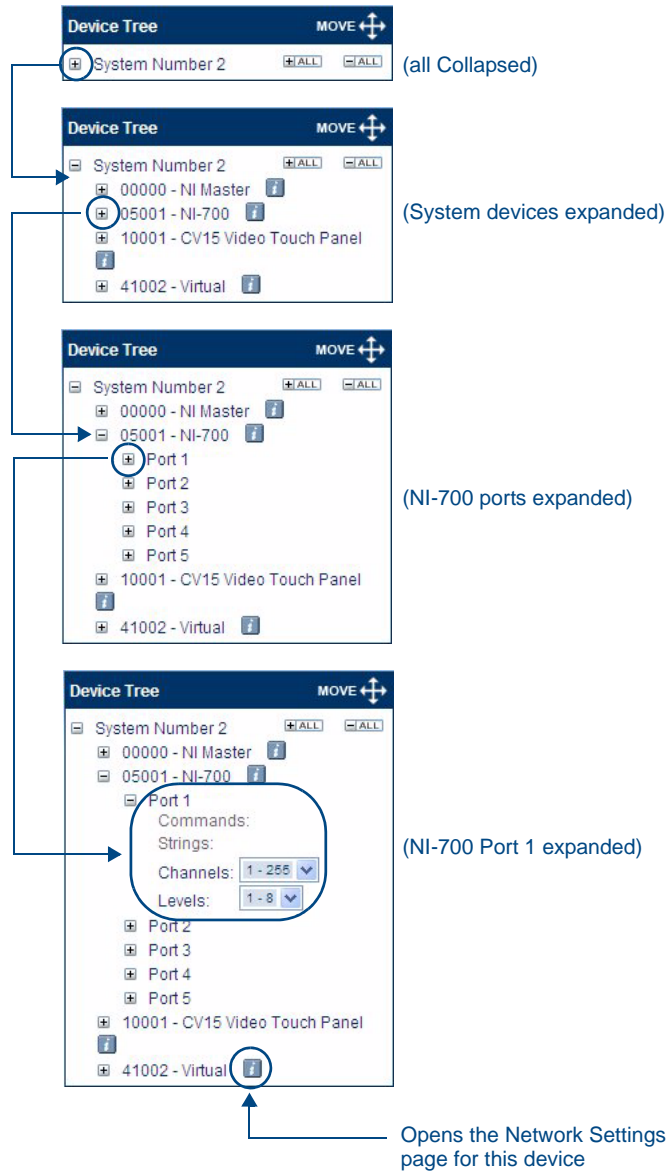 Device Tree MOVE
System Number 2 +ALL -ALL
(all Collapsed)
Device Tree MOVE
System Number 2 +ALL -ALL
00000 - NI Master i
05001 - NI-700 i
(System devices expanded)
10001 - CV15 Video Touch Panel
i
41002 - Virtual i
Device Tree MOVE
System Number 2 +ALL -ALL
00000 - NI Master i
05001 - NI-700 i
Port 1
Port 2
Port 3
(NI-700 ports expanded)
Port 4
Port 5
10001 - CV15 Video Touch Panel
i
41002 - Virtual i
Device Tree MOVE
System Number 2 +ALL -ALL
00000 - NI Master i
05001 - NI-700 i
Port 1
Commands:
Strings:
(NI-700 Port 1 expanded)
Channels: 1 - 255
Levels: 1 - 8
Port 2
Port 3
Port 4
Port 5
10001 - CV15 Video Touch Panel
i
41002 - Virtual i
Opens the Network Settings
page for this device